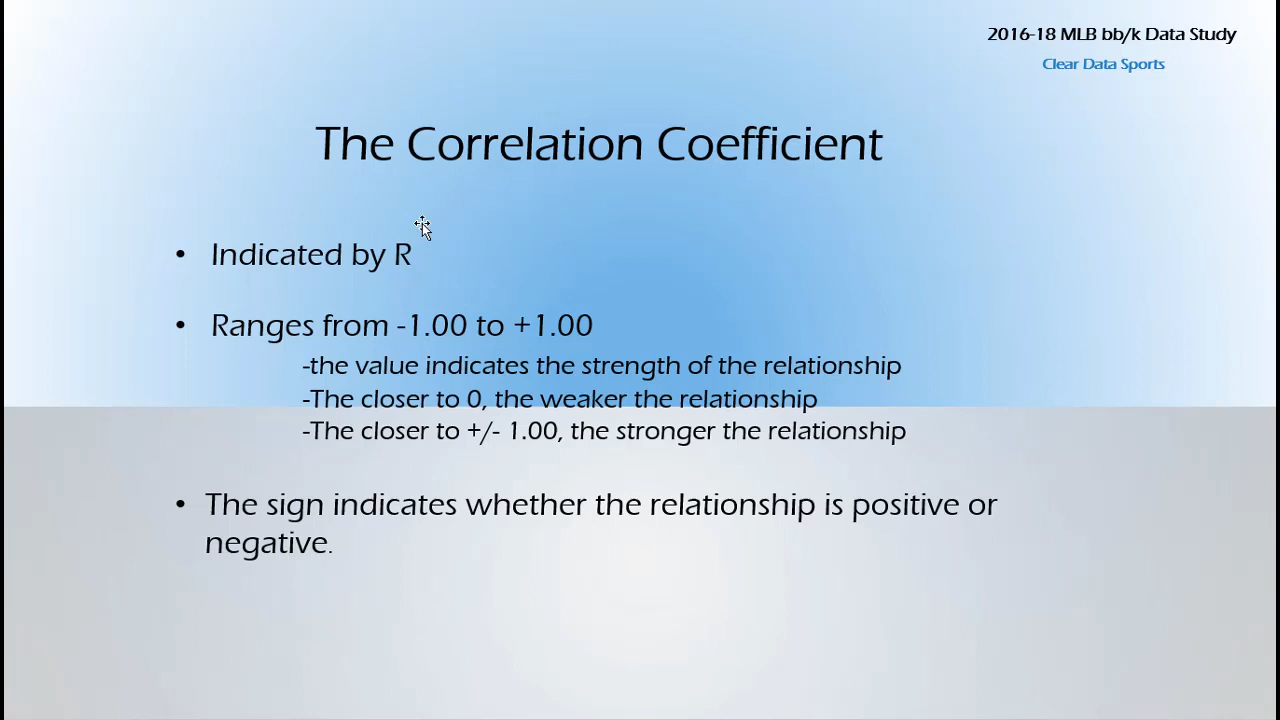 2016-18 MLB bb/k Data Study
Clear Data Sports
The Correlation Coefficient
• Indicated by R
• Ranges from -1.00 to +1.00
-the value indicates the strength of the relationship
-The closer to 0, the weaker the relationship
-The closer to +/- 1.00, the stronger the relationship
• The sign indicates whether the relationship is positive or
negative.